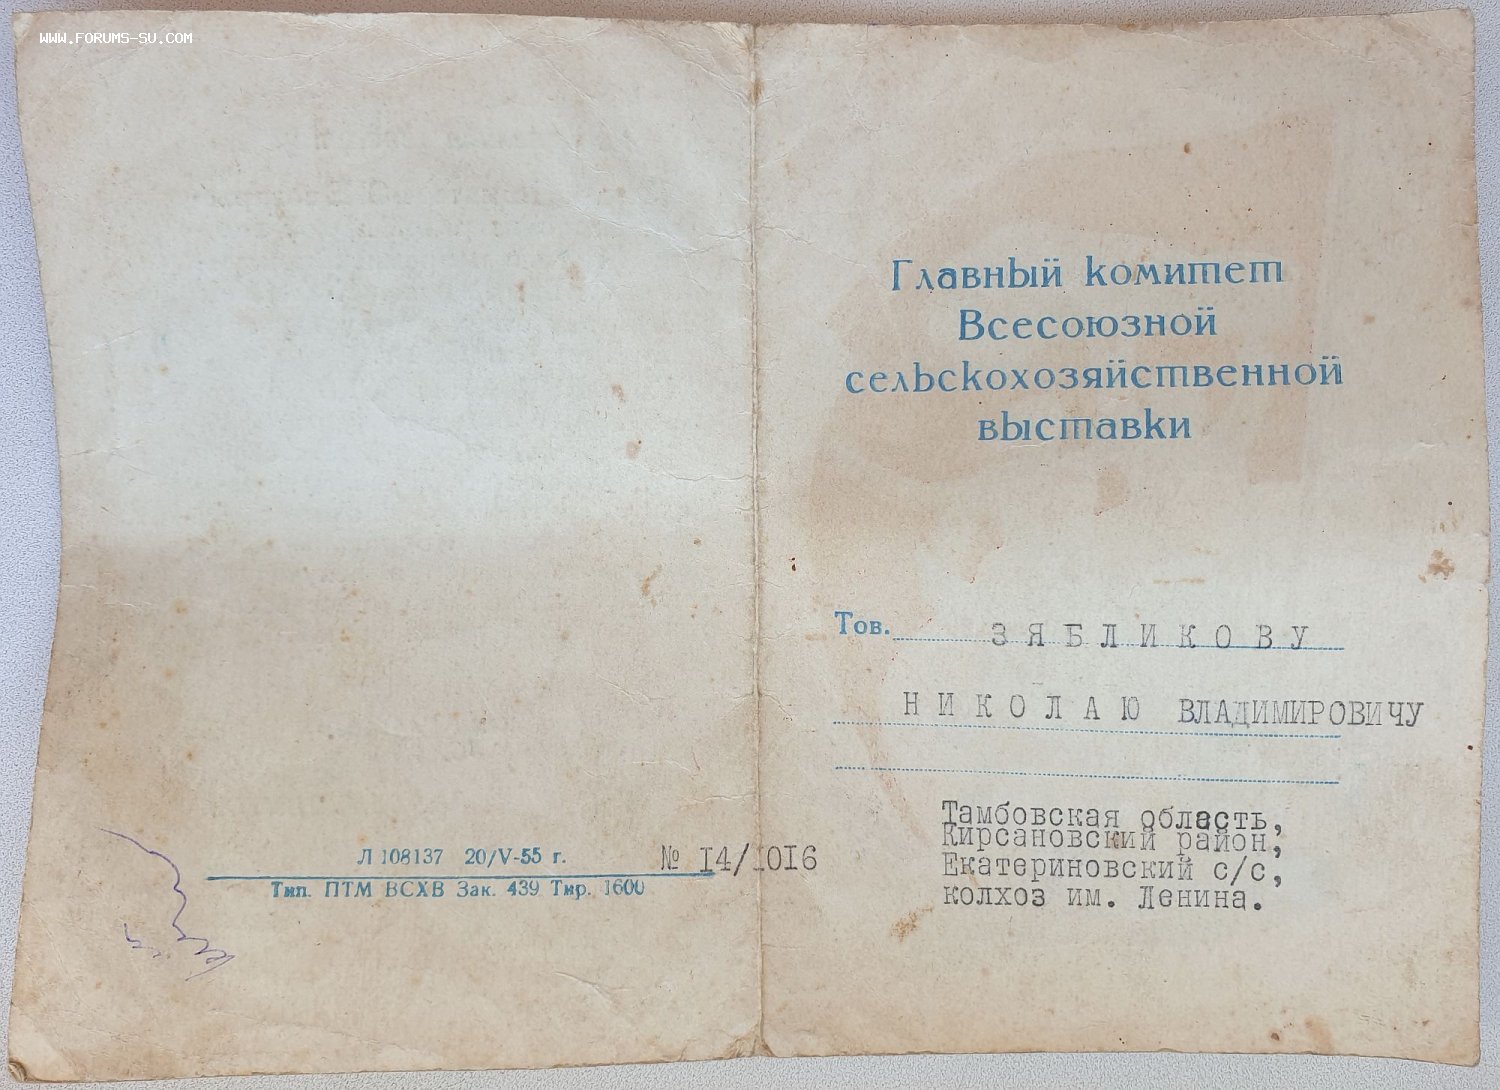 WWW.FORUMS-SU.COM
Л 108137 20/V-55 г.
Тип. ПТМ ВСХВ Зак. 439 Тир. 1600
№ 14/1016
Главный комитет
Всесоюзной
сельскохозяйственной
выставки
Тов. ЗЯБЛИКОВУ
НИКОЛАЮ ВЛАДИМИРОВИЧУ
Тамбовская область,
Кирсановский район,
Екатериновский с/с,
колхоз им. Ленина.